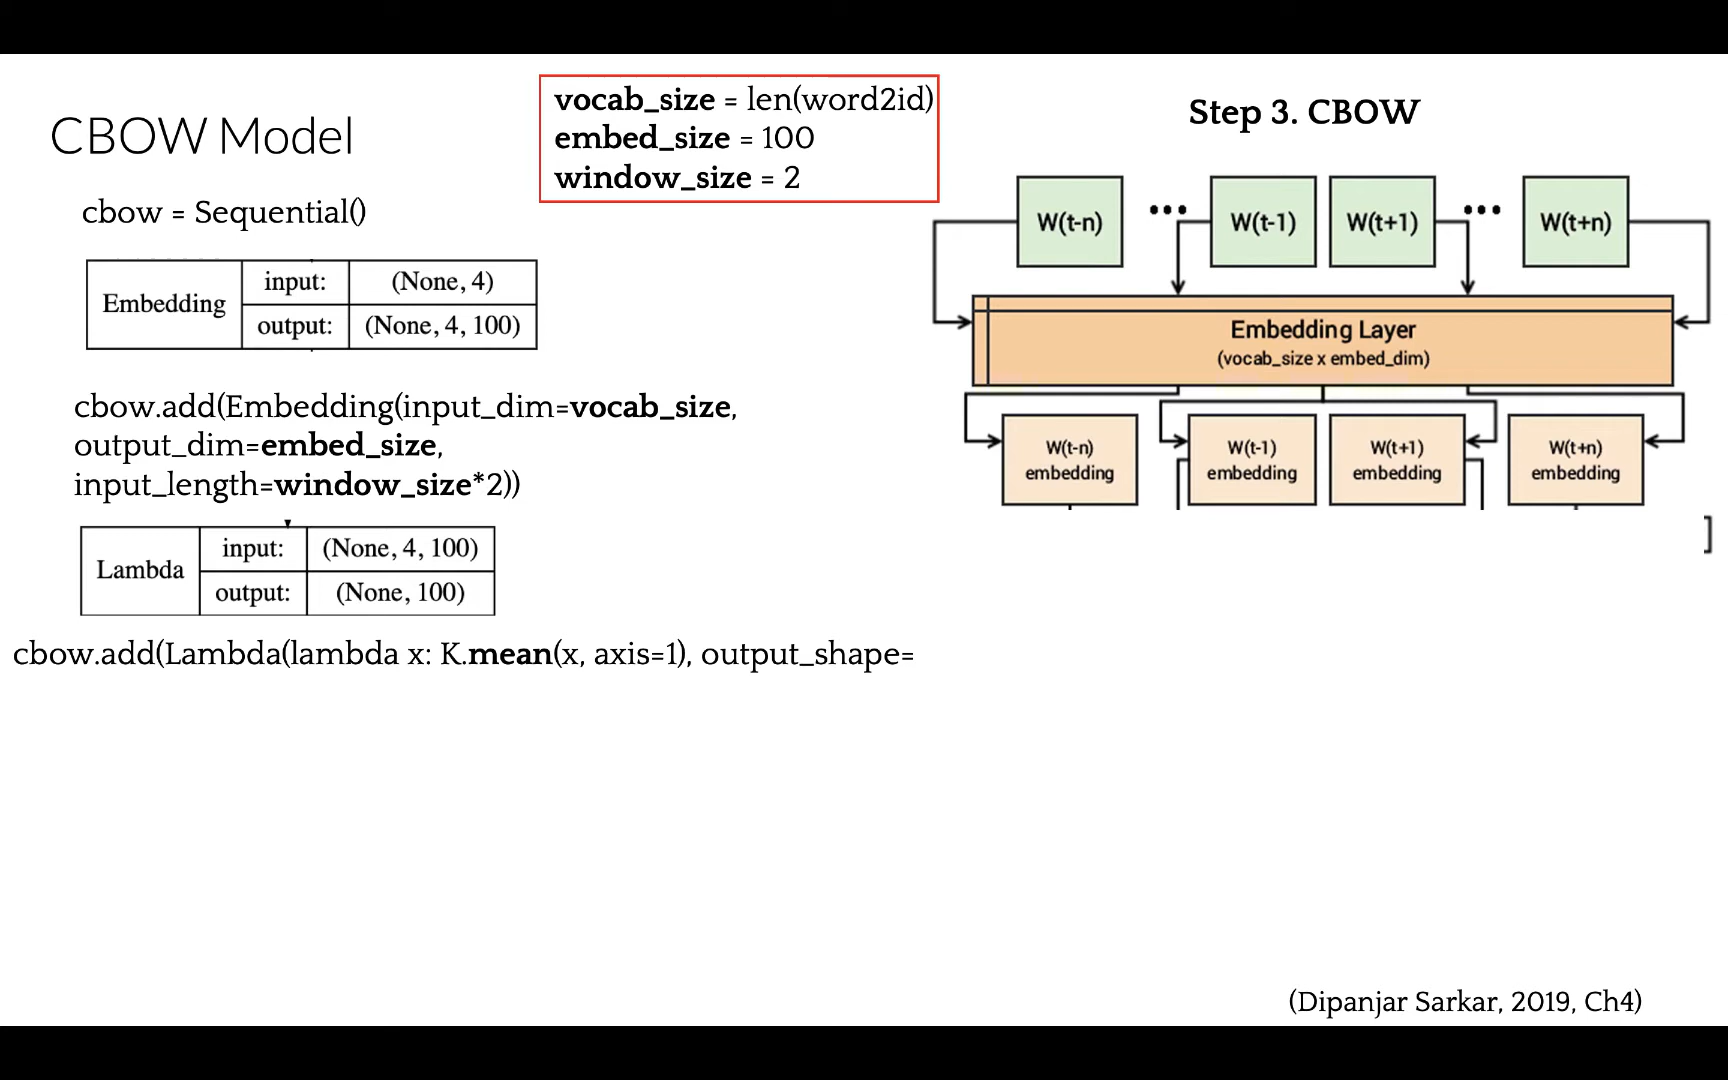 CBOW Model
vocab_size = len(word2id)
embed_size = 100
window_size = 2
cbow = Sequential()
Embedding
input: (None, 4)
output: (None, 4, 100)
cbow.add(Embedding(input_dim=vocab_size,
output_dim=embed_size,
input_length=window_size*2))
Lambda
input: (None, 4, 100)
output: (None, 100)
cbow.add(Lambda(lambda x: K.mean(x, axis=1), output_shape=
Step 3. CBOW
W(t-n) ••• W(t-1) W(t+1) ••• W(t+n)
Embedding Layer
(vocab_size x embed_dim)
W(t-n) W(t-1) W(t+1) W(t+n)
embedding embedding embedding embedding
]
(Dipanjar Sarkar, 2019, Ch4)